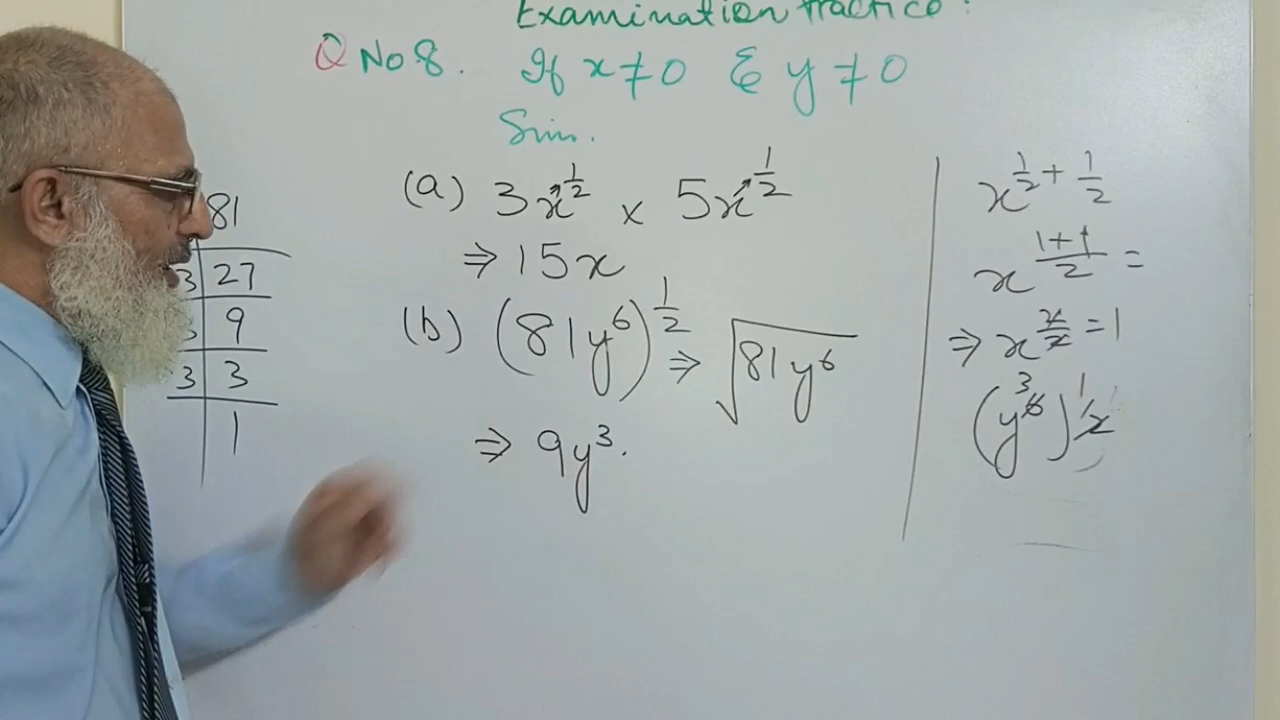 Examination Practice:
Q No 8. If x ≠ 0 & y ≠ 0
Sim.
(a) 3x^{1/2} × 5x^{1/2}
⇒ 15x
(b) (81y^6)^{1/2} ⇒ √(81y^6)
⇒ 9y^3.
81
3 | 27
9
3 | 3
1
x^{1/2 + 1/2}
x^{(1+1)/2} =
⇒ x^{2/2 = 1}
(y^{6 3})^{1/2 1}